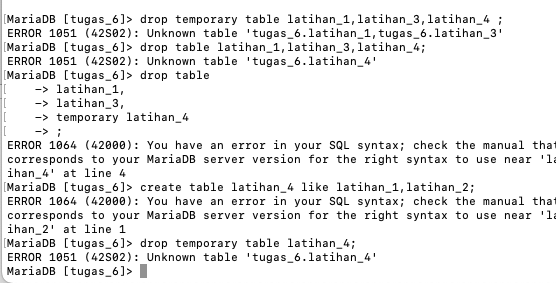 MariaDB [tugas_6]> drop temporary table latihan_1,latihan_3,latihan_4 ;
ERROR 1051 (42S02): Unknown table 'tugas_6.latihan_1,tugas_6.latihan_3'
MariaDB [tugas_6]> drop table latihan_1,latihan_3,latihan_4;
ERROR 1051 (42S02): Unknown table 'tugas_6.latihan_4'
MariaDB [tugas_6]> drop table
-> latihan_1,
-> latihan_3,
-> temporary latihan_4
-> ;
ERROR 1064 (42000): You have an error in your SQL syntax; check the manual that
corresponds to your MariaDB server version for the right syntax to use near 'la
ihan_4' at line 4
MariaDB [tugas_6]> create table latihan_4 like latihan_1,latihan_2;
ERROR 1064 (42000): You have an error in your SQL syntax; check the manual that
corresponds to your MariaDB server version for the right syntax to use near 'la
ihan_2' at line 1
MariaDB [tugas_6]> drop temporary table latihan_4;
ERROR 1051 (42S02): Unknown table 'tugas_6.latihan_4'
MariaDB [tugas_6]>